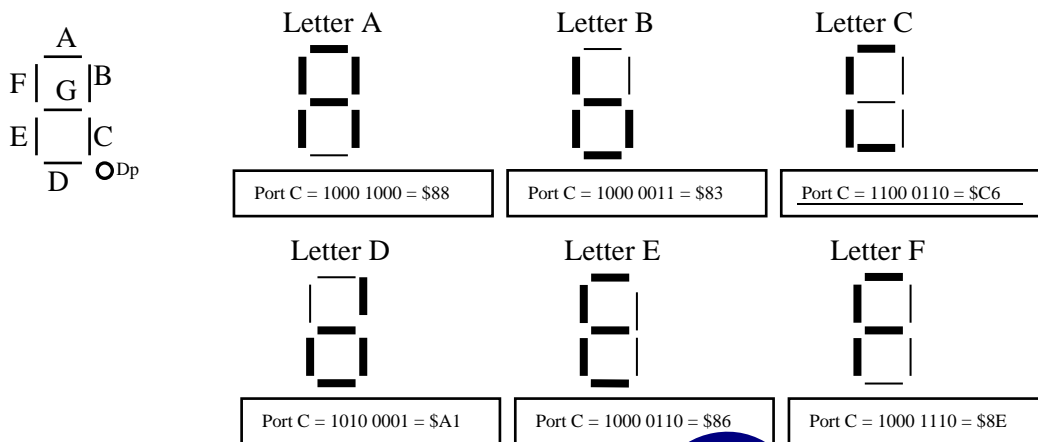 Letter A
Letter B
Letter C
A
F
G
B
E
C
D
Dp
Port C = 1000 1000 = $88
Port C = 1000 0011 = $83
Port C = 1100 0110 = $C6
Letter D
Letter E
Letter F
Port C = 1010 0001 = $A1
Port C = 1000 0110 = $86
Port C = 1000 1110 = $8E